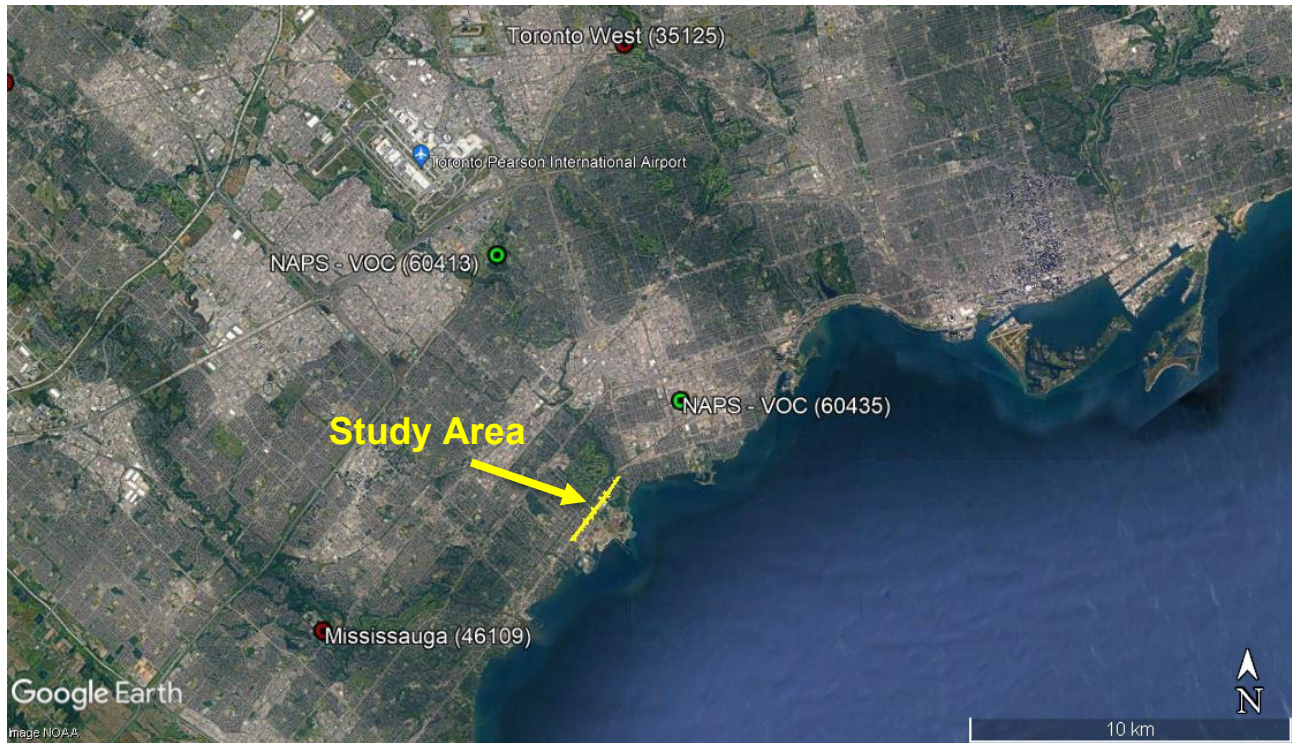 Toronto West (35125)
Toronto Pearson International Airport
NAPS - VOC (60413)
NAPS - VOC (60435)
Study Area
Mississauga (46109)
Google Earth
N
Image NOAA
10 km